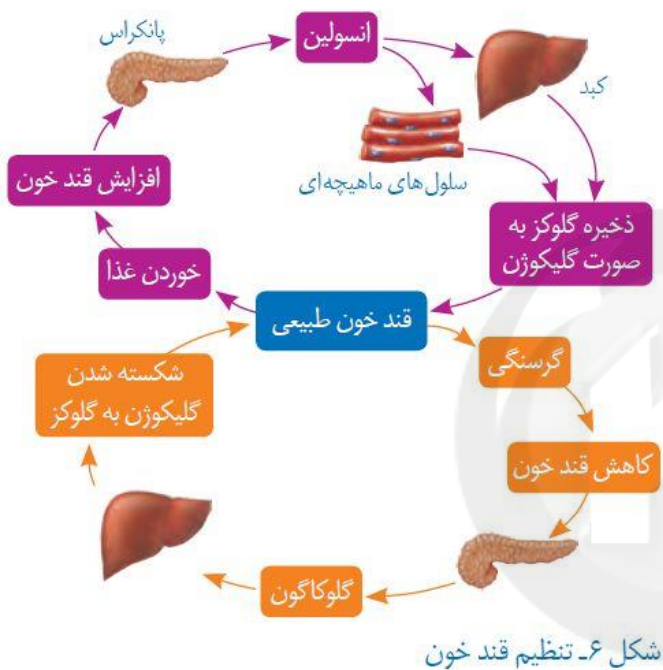 پانکراس
انسولین
کبد
سلول‌های ماهیچه‌ای
افزایش قند خون
ذخیره گلوکز به
صورت گلیکوژن
خوردن غذا
قند خون طبیعی
گرسنگی
شکسته شدن
گلیکوژن به گلوکز
کاهش قند خون
گلوکاگون
شکل ۶ـ تنظیم قند خون